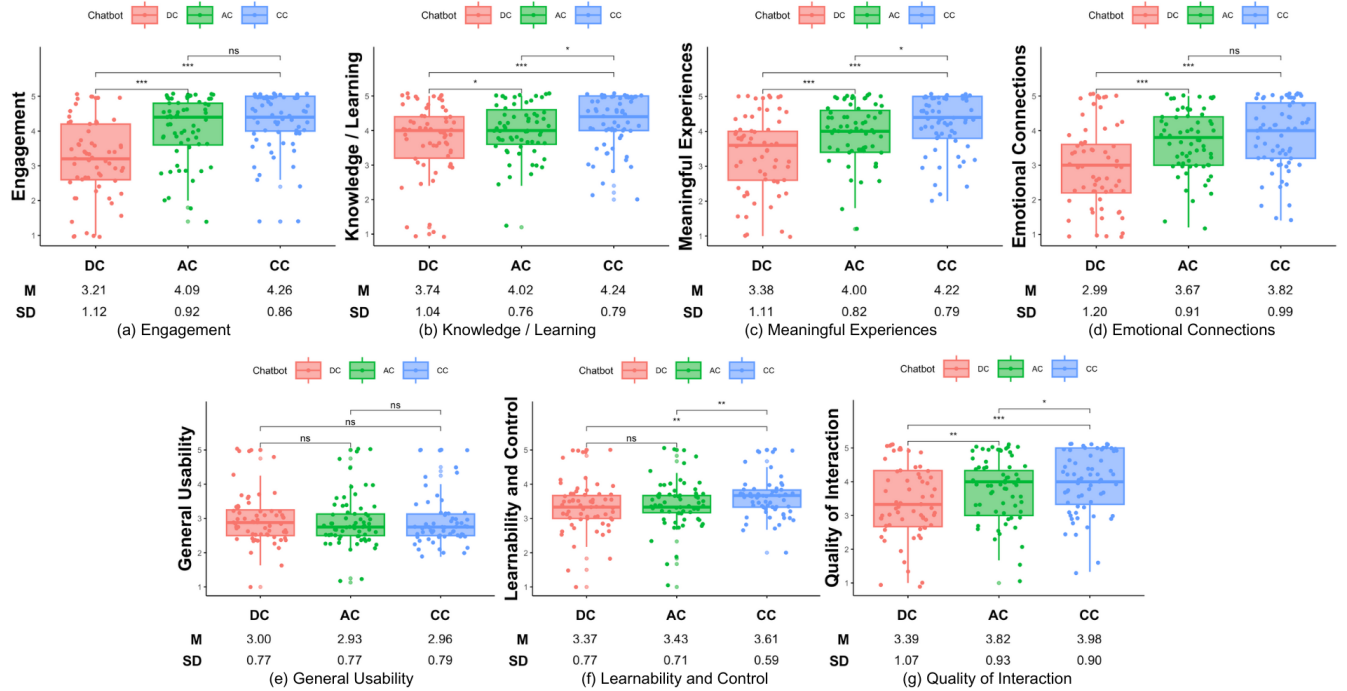 Chatbot DC AC CC
Engagement
ns
***
***
5
4
3
2
1
DC AC CC
M 3.21 4.09 4.26
SD 1.12 0.92 0.86
(a) Engagement
Chatbot DC AC CC
Knowledge / Learning
*
***
*
5
4
3
2
1
DC AC CC
M 3.74 4.02 4.24
SD 1.04 0.76 0.79
(b) Knowledge / Learning
Chatbot DC AC CC
Meaningful Experiences
*
***
***
5
4
3
2
1
DC AC CC
M 3.38 4.00 4.22
SD 1.11 0.82 0.79
(c) Meaningful Experiences
Chatbot DC AC CC
Emotional Connections
ns
***
***
5
4
3
2
1
DC AC CC
M 2.99 3.67 3.82
SD 1.20 0.91 0.99
(d) Emotional Connections
Chatbot DC AC CC
General Usability
ns
ns
ns
5
4
3
2
1
DC AC CC
M 3.00 2.93 2.96
SD 0.77 0.77 0.79
(e) General Usability
Chatbot DC AC CC
Learnability and Control
**
**
ns
5
4
3
2
1
DC AC CC
M 3.37 3.43 3.61
SD 0.77 0.71 0.59
(f) Learnability and Control
Chatbot DC AC CC
Quality of Interaction
*
***
**
5
4
3
2
1
DC AC CC
M 3.39 3.82 3.98
SD 1.07 0.93 0.90
(g) Quality of Interaction